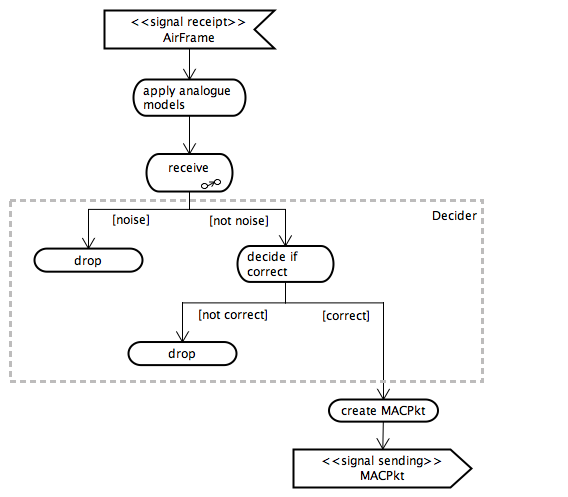 <<signal receipt>>
AirFrame
apply analogue
models
receive
Decider
[noise]
[not noise]
drop
decide if
correct
[not correct]
[correct]
drop
create MACPkt
<<signal sending>>
MACPkt